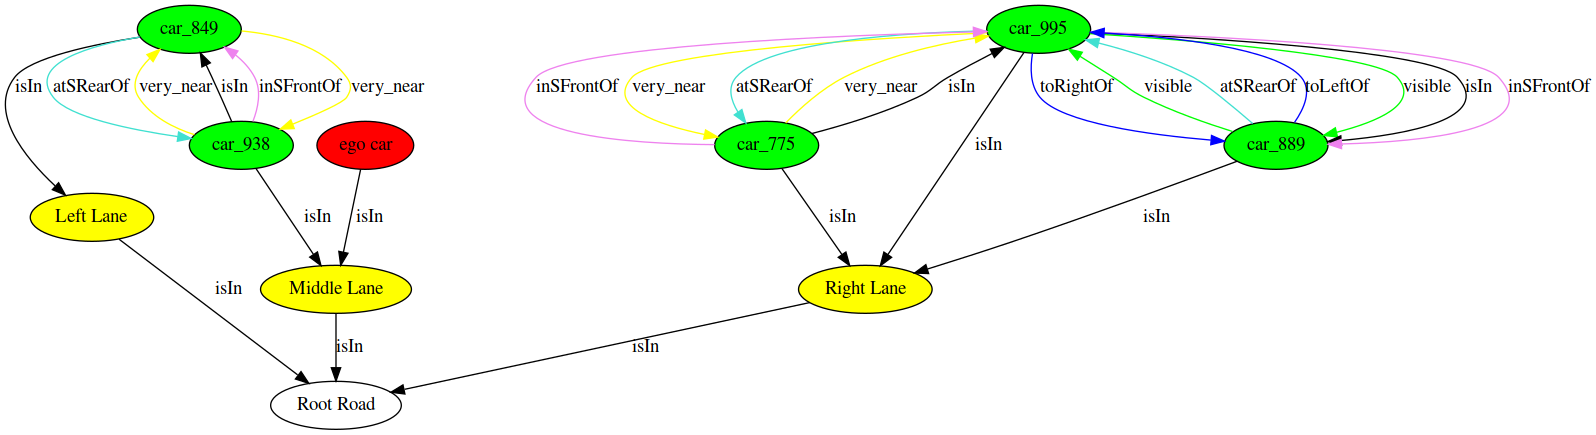 car_849
car_995
isIn
atSRearOf
very_near
isIn
inSFrontOf
very_near
inSFrontOf
very_near
atSRearOf
very_near
isIn
toRightOf
visible
atSRearOf
toLeftOf
visible
isIn
inSFrontOf
car_938
ego car
car_775
isIn
car_889
Left Lane
isIn
isIn
isIn
isIn
isIn
Middle Lane
Right Lane
isIn
isIn
Root Road